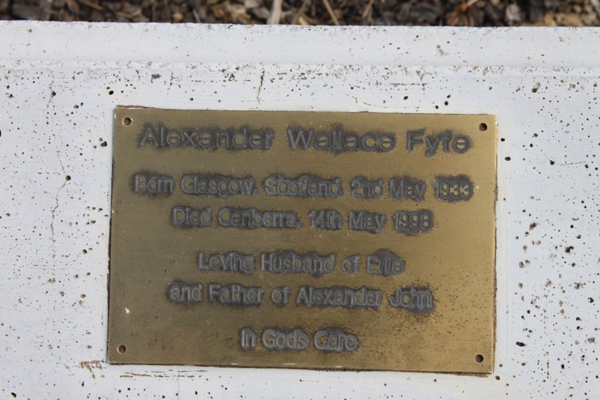 Alexander Wallace Fyfe
Born Glasgow, Scotland, 2nd May 1933
Died Canberra, 14th May 1998
Loving Husband of
and Father of Alexander John
In Gods Care